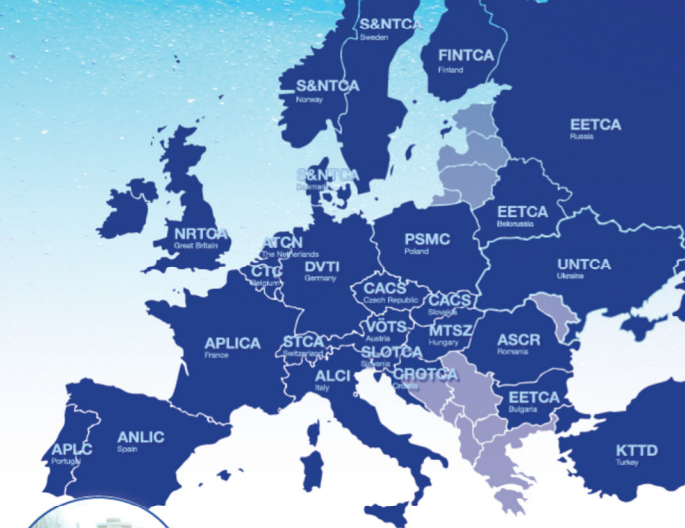 S&NTCA
Sweden
FINTCA
Finland
S&NTCA
Norway
EETCA
Russia
S&NTCA
Denmark
EETCA
Belorussia
NRTCA
Great Britain
ATCN
The Netherlands
PSMC
Poland
CTC
Belgium
DVTI
Germany
UNTCA
Ukraine
CACS
Czech Republic
CACS
Slovakia
VÖTS
Austria
MTSZ
Hungary
APLICA
France
STCA
Switzerland
SLOTCA
Slovenia
ASCR
Romania
ALCI
Italy
CROTCA
Croatia
EETCA
Bulgaria
APLC
Portugal
ANLIC
Spain
KTTD
Turkey